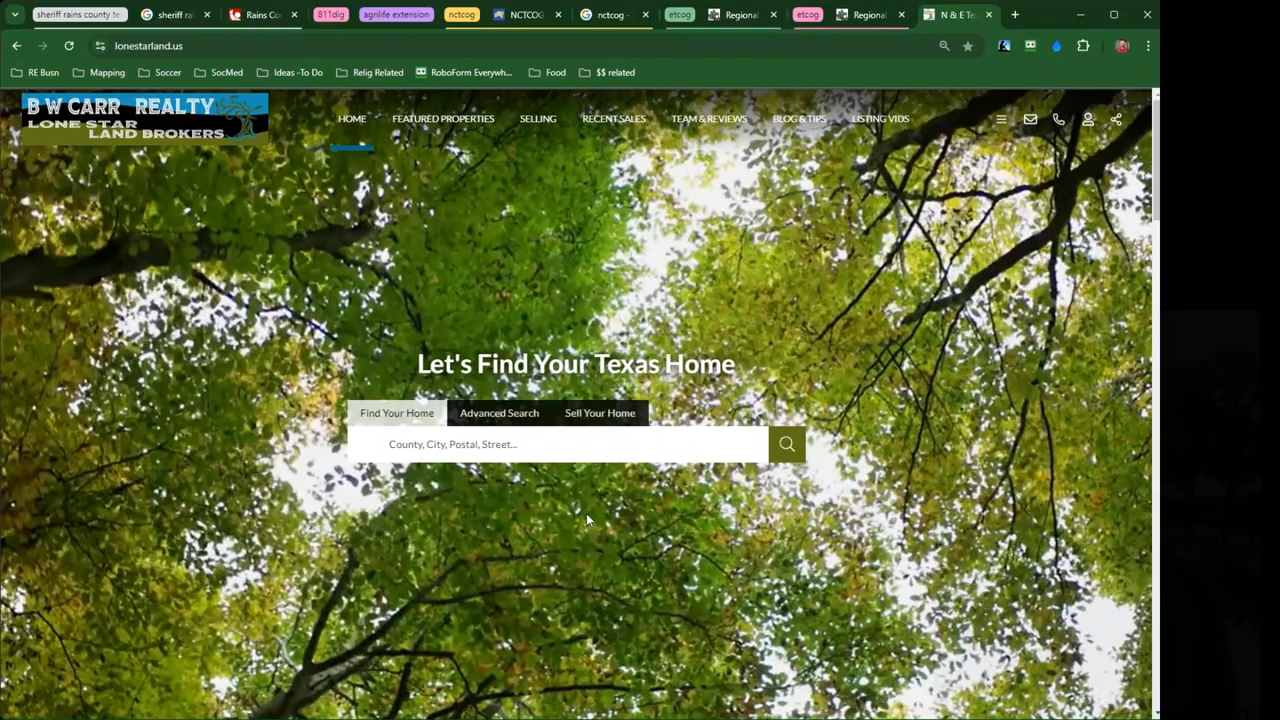 sheriff rains county te
sheriff rai
Rains Co
811dig
agrilife extension
nctcog
NCTCOG
nctcog -
etcog
Regional
etcog
Regional
N & E Te
lonestarland.us
RE Busn
Mapping
Soccer
SocMed
Ideas -To Do
Relig Related
RoboForm Everywh...
Food
$$ related
B W CARR REALTY
LONE STAR
LAND BROKERS
HOME
FEATURED PROPERTIES
SELLING
RECENT SALES
TEAM & REVIEWS
BLOG & TIPS
LISTING VIDS
Let's Find Your Texas Home
Find Your Home
Advanced Search
Sell Your Home
County, City, Postal, Street...